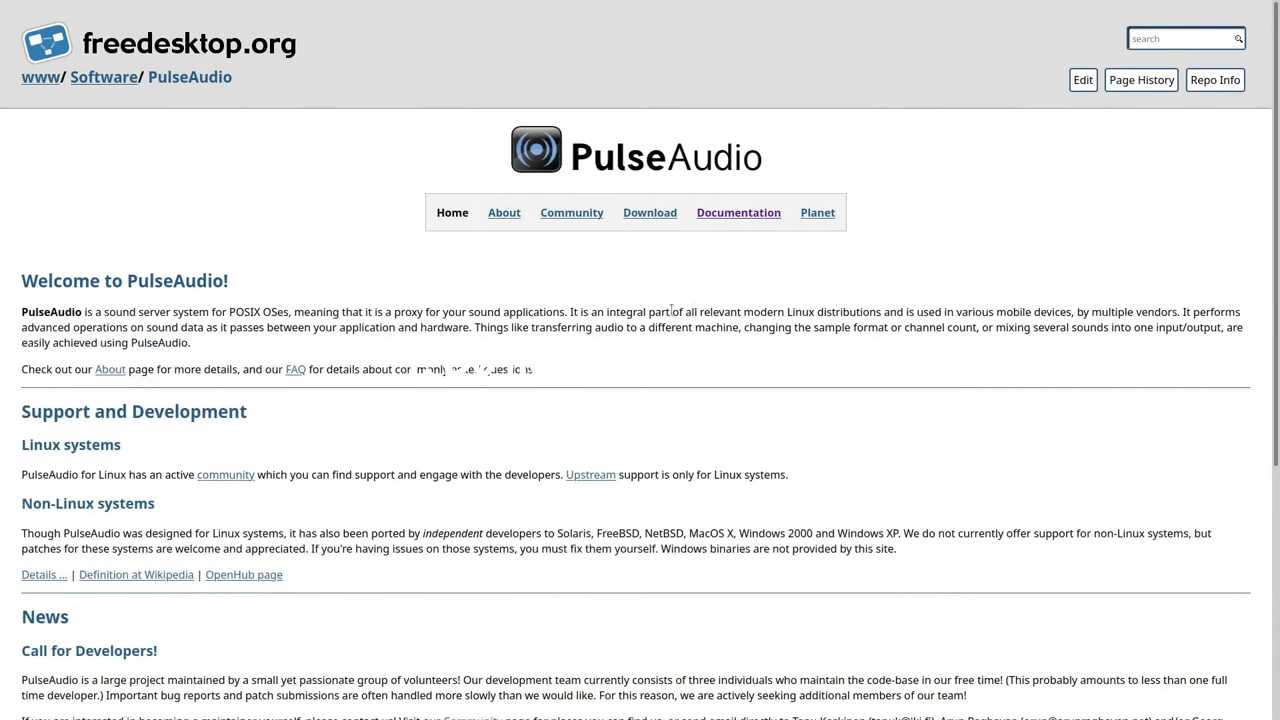 freedesktop.org
search
www/ Software/ PulseAudio
Edit
Page History
Repo Info
PulseAudio
Home
About
Community
Download
Documentation
Planet
Welcome to PulseAudio!
PulseAudio is a sound server system for POSIX OSes, meaning that it is a proxy for your sound applications. It is an integral part of all relevant modern Linux distributions and is used in various mobile devices, by multiple vendors. It performs
advanced operations on sound data as it passes between your application and hardware. Things like transferring audio to a different machine, changing the sample format or channel count, or mixing several sounds into one input/output, are
easily achieved using PulseAudio.
Check out our About page for more details, and our FAQ for details about
Support and Development
Linux systems
PulseAudio for Linux has an active community which you can find support and engage with the developers. Upstream support is only for Linux systems.
Non-Linux systems
Though PulseAudio was designed for Linux systems, it has also been ported by independent developers to Solaris, FreeBSD, NetBSD, MacOS X, Windows 2000 and Windows XP. We do not currently offer support for non-Linux systems, but
patches for these systems are welcome and appreciated. If you're having issues on those systems, you must fix them yourself. Windows binaries are not provided by this site.
Details ... | Definition at Wikipedia | OpenHub page
News
Call for Developers!
PulseAudio is a large project maintained by a small yet passionate group of volunteers! Our development team currently consists of three individuals who maintain the code-base in our free time! (This probably amounts to less than one full
time developer.) Important bug reports and patch submissions are often handled more slowly than we would like. For this reason, we are actively seeking additional members of our team!